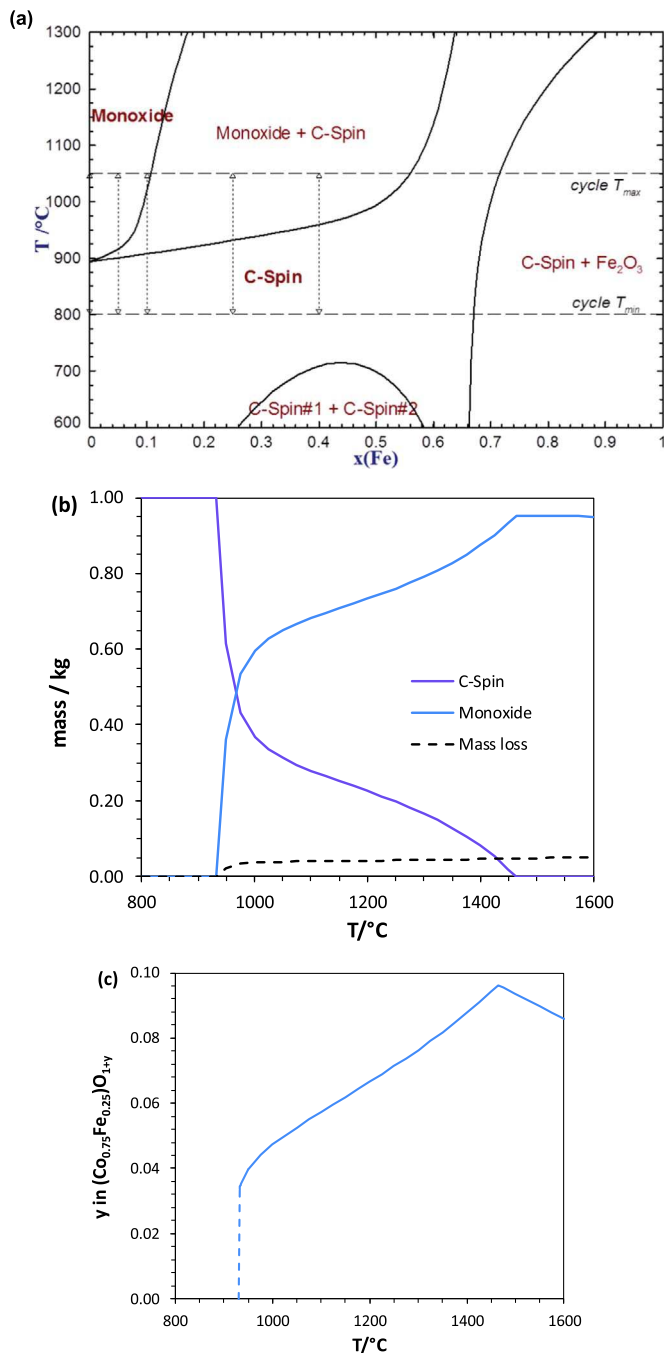 (a)
1300
1200
1100
1000
900
800
700
600
T /°C
Monoxide
Monoxide + C-Spin
cycle Tmax
C-Spin
C-Spin + Fe2O3
cycle Tmin
C-Spin#1 + C-Spin#2
0 0.1 0.2 0.3 0.4 0.5 0.6 0.7 0.8 0.9 1
x(Fe)
(b)
1.00
0.80
0.60
0.40
0.20
0.00
mass / kg
C-Spin
Monoxide
Mass loss
800 1000 1200 1400 1600
T/°C
(c)
0.10
0.08
0.06
0.04
0.02
0.00
y in (Co0.75Fe0.25)O1+y
800 1000 1200 1400 1600
T/°C